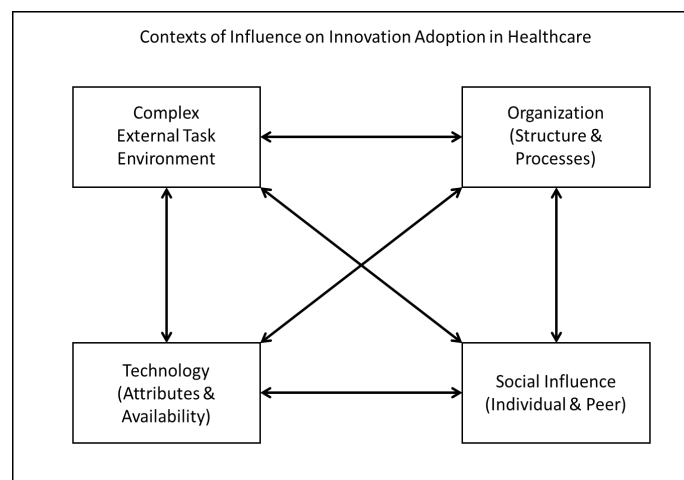 Contexts of Influence on Innovation Adoption in Healthcare
Complex
External Task
Environment
Organization
(Structure &
Processes)
Technology
(Attributes &
Availability)
Social Influence
(Individual & Peer)